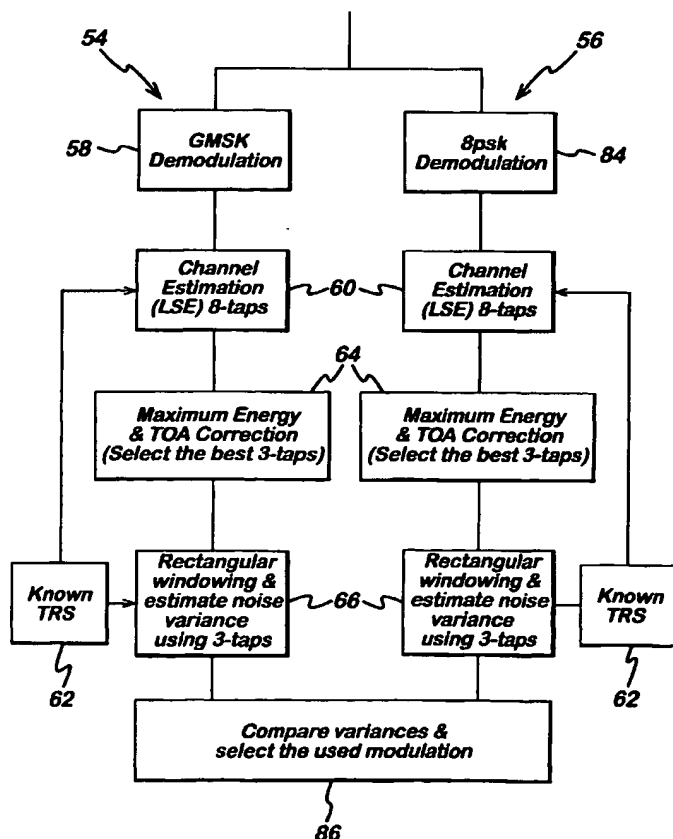 54
56
58
GMSK
Demodulation
8psk
Demodulation
84
Channel
Estimation
(LSE) 8-taps
60
Channel
Estimation
(LSE) 8-taps
64
Maximum Energy
& TOA Correction
(Select the best 3-taps)
Maximum Energy
& TOA Correction
(Select the best 3-taps)
Known
TRS
Rectangular
windowing &
estimate noise
variance
using 3-taps
66
Rectangular
windowing &
estimate noise
variance
using 3-taps
Known
TRS
62
62
Compare variances &
select the used modulation
86